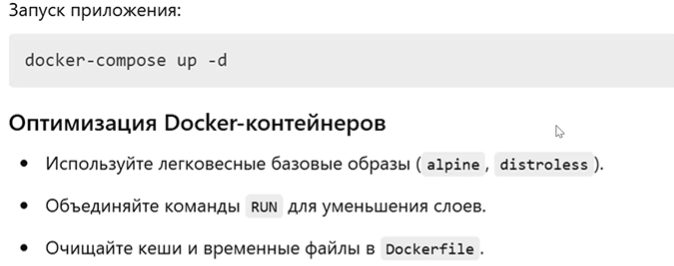 Запуск приложения:
docker-compose up -d
Оптимизация Docker-контейнеров
• Используйте легковесные базовые образы (alpine, distroless).
• Объединяйте команды RUN для уменьшения слоев.
• Очищайте кеши и временные файлы в Dockerfile.